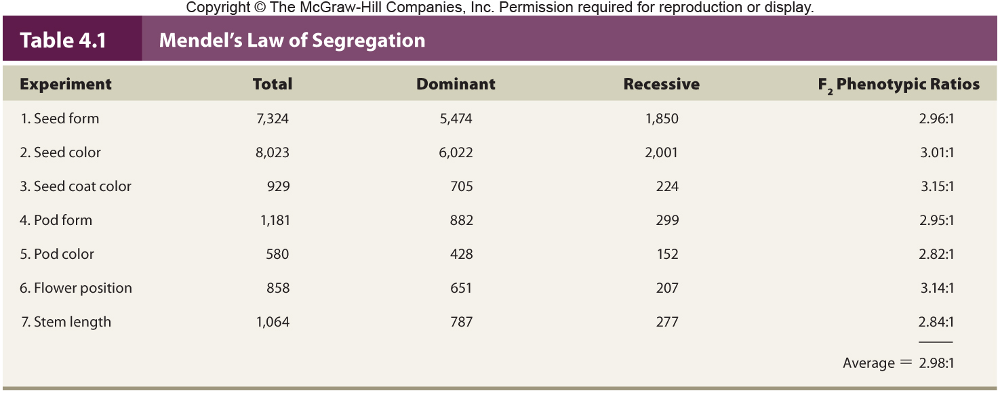 Copyright © The McGraw-Hill Companies, Inc. Permission required for reproduction or display.
Table 4.1 Mendel's Law of Segregation
Experiment Total Dominant Recessive F₂ Phenotypic Ratios
1. Seed form 7,324 5,474 1,850 2.96:1
2. Seed color 8,023 6,022 2,001 3.01:1
3. Seed coat color 929 705 224 3.15:1
4. Pod form 1,181 882 299 2.95:1
5. Pod color 580 428 152 2.82:1
6. Flower position 858 651 207 3.14:1
7. Stem length 1,064 787 277 2.84:1
Average = 2.98:1